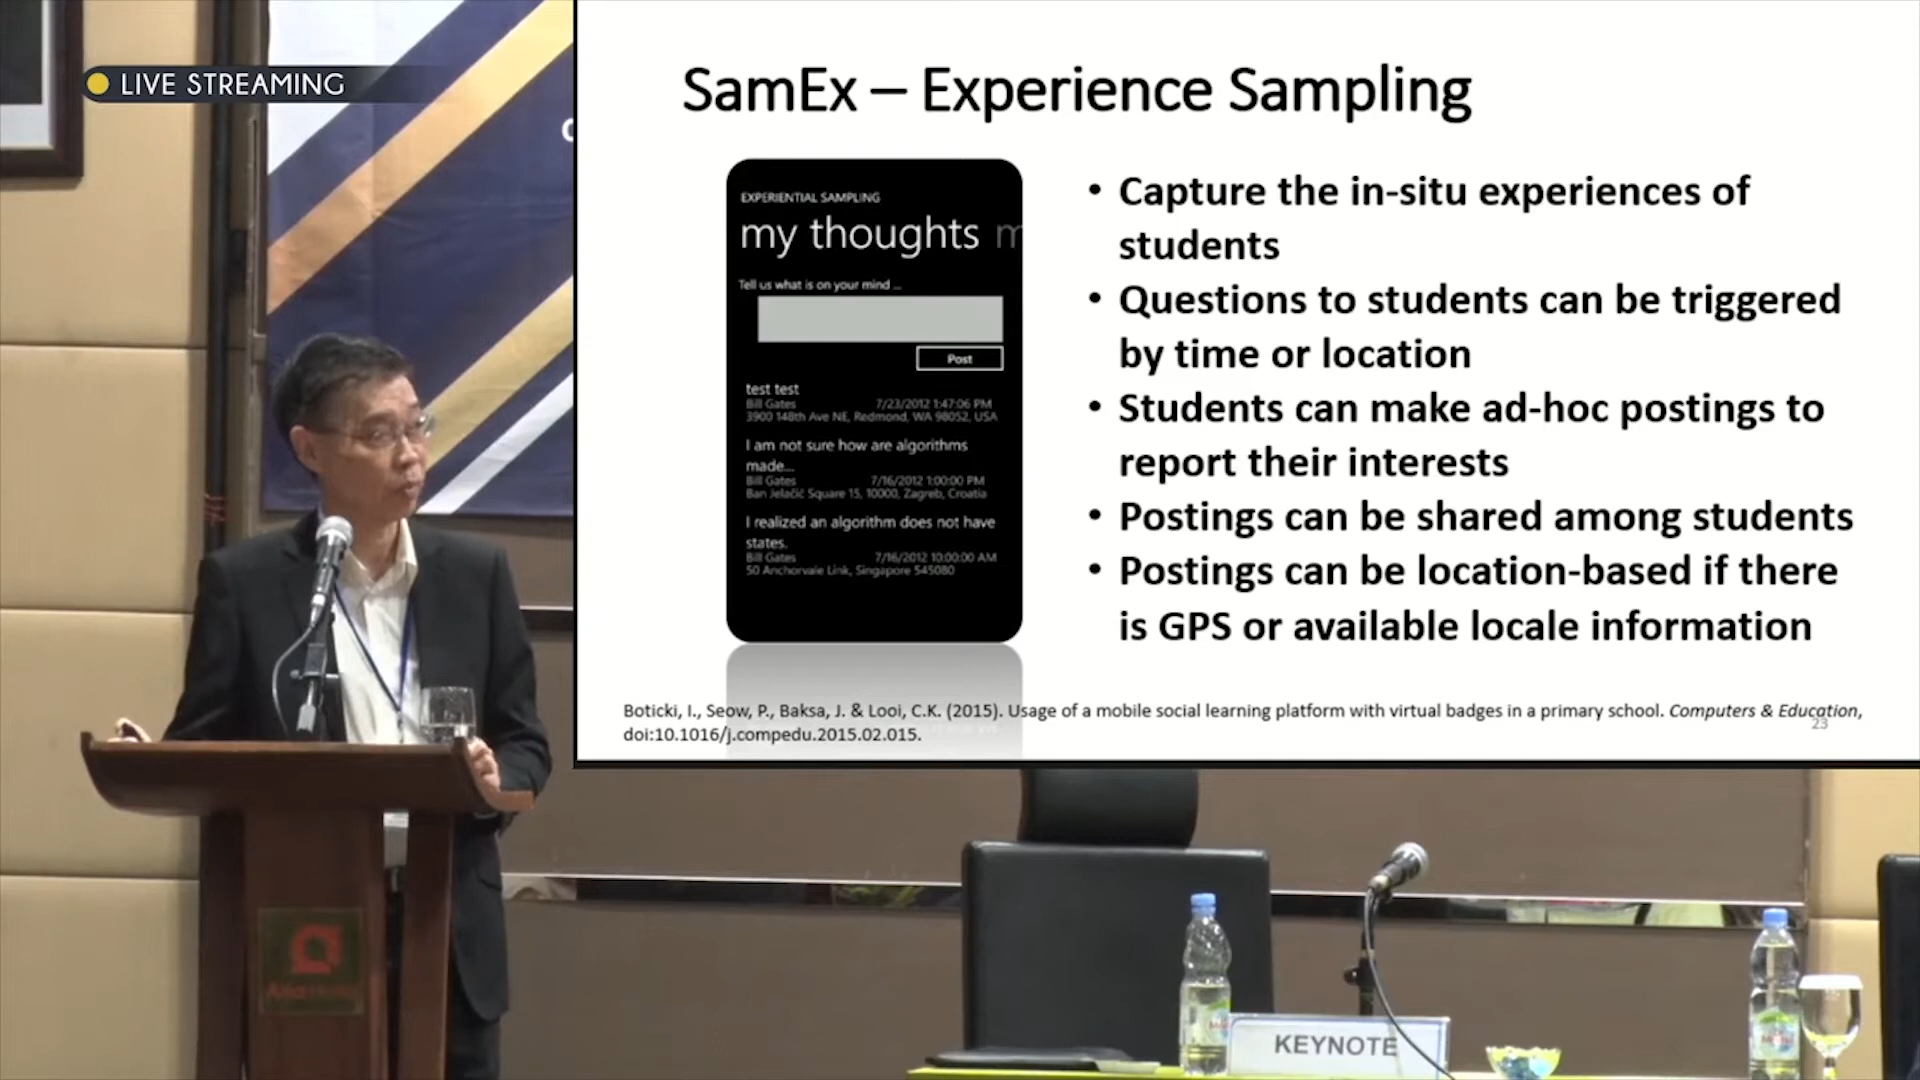 LIVE STREAMING
SamEx – Experience Sampling
EXPERIENTIAL SAMPLING
my thoughts m
Tell us what is on your mind ...
Post
test test
Bill Gates 7/23/2012 1:47:06 PM
3900 148th Ave NE, Redmond, WA 98052, USA
I am not sure how are algorithms
made...
Bill Gates 7/16/2012 1:00:00 PM
Ban Jelačić Square 15, 10000, Zagreb, Croatia
I realized an algorithm does not have
states.
Bill Gates 7/16/2012 10:00:00 AM
50 Anchorvale Link, Singapore 545080
• Capture the in-situ experiences of
students
• Questions to students can be triggered
by time or location
• Students can make ad-hoc postings to
report their interests
• Postings can be shared among students
• Postings can be location-based if there
is GPS or available locale information
Boticki, I., Seow, P., Baksa, J. & Looi, C.K. (2015). Usage of a mobile social learning platform with virtual badges in a primary school. Computers & Education,
doi:10.1016/j.compedu.2015.02.015.
23
KEYNOTE